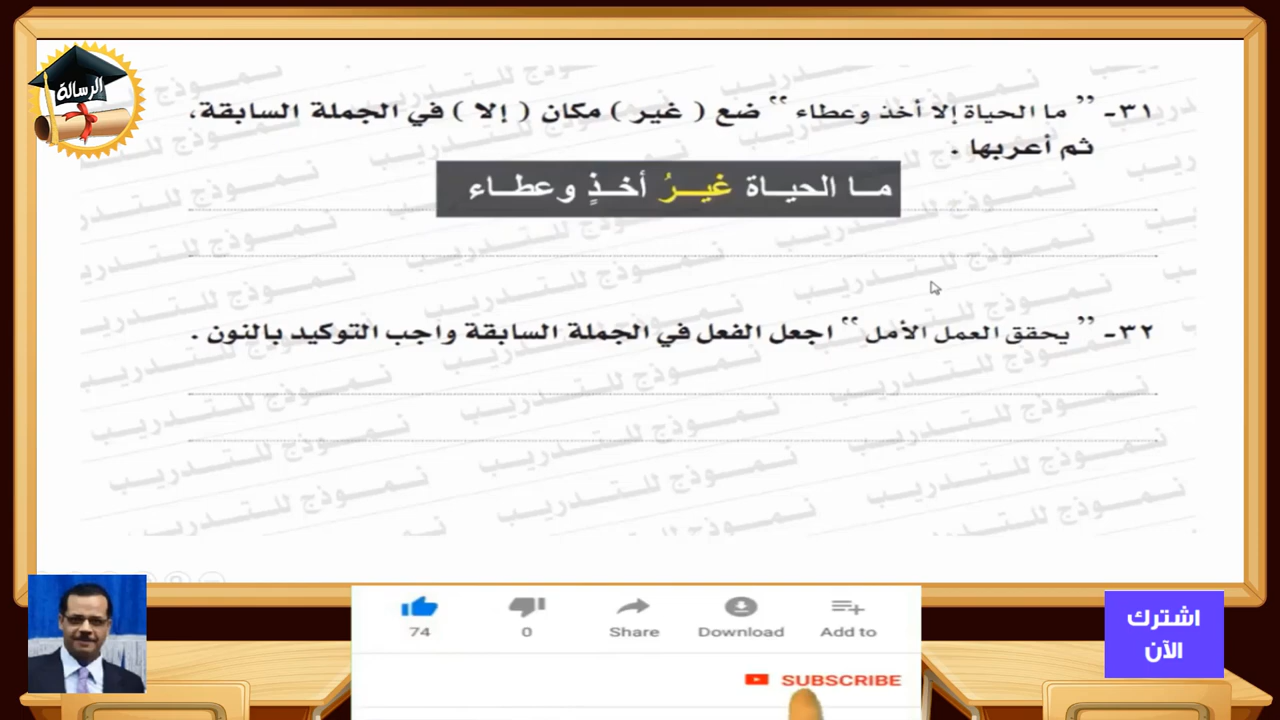 الرسالة
٣١- ” ما الحياة إلا أخذ وعطاء “ ضع ( غير ) مكان ( إلا ) في الجملة السابقة،
ثم أعربها .
ما الحياة غيرُ أخذٍ وعطاء
٣٢- ” يحقق العمل الأمل “ اجعل الفعل في الجملة السابقة واجب التوكيد بالنون .
نموذج للتدريب
74
0
Share
Download
Add to
SUBSCRIBE
اشترك
الآن